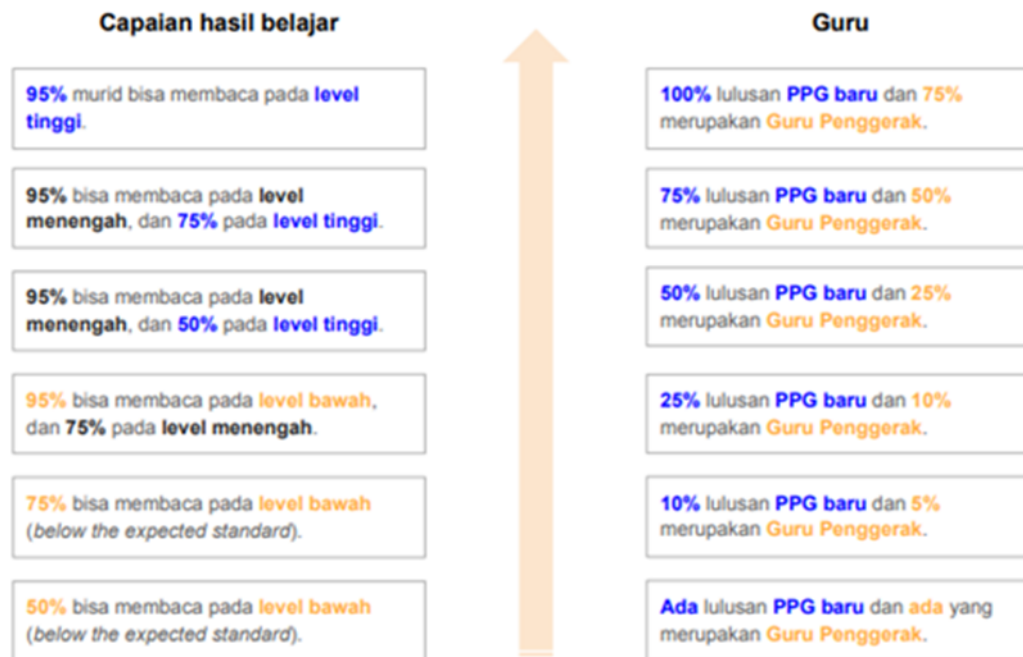 Capaian hasil belajar
95% murid bisa membaca pada level
tinggi.
95% bisa membaca pada level
menengah, dan 75% pada level tinggi.
95% bisa membaca pada level
menengah, dan 50% pada level tinggi.
95% bisa membaca pada level bawah,
dan 75% pada level menengah.
75% bisa membaca pada level bawah
(below the expected standard).
50% bisa membaca pada level bawah
(below the expected standard).
Guru
100% lulusan PPG baru dan 75%
merupakan Guru Penggerak.
75% lulusan PPG baru dan 50%
merupakan Guru Penggerak.
50% lulusan PPG baru dan 25%
merupakan Guru Penggerak.
25% lulusan PPG baru dan 10%
merupakan Guru Penggerak.
10% lulusan PPG baru dan 5%
merupakan Guru Penggerak.
Ada lulusan PPG baru dan ada yang
merupakan Guru Penggerak.